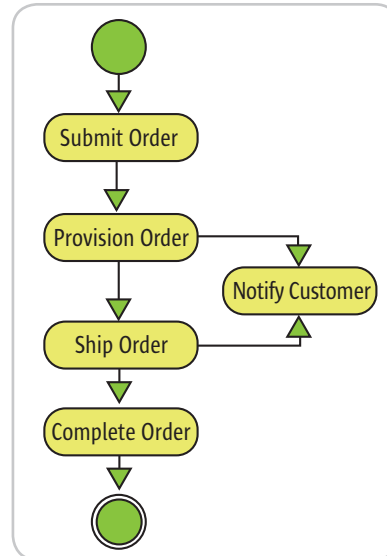 Submit Order
Provision Order
Notify Customer
Ship Order
Complete Order